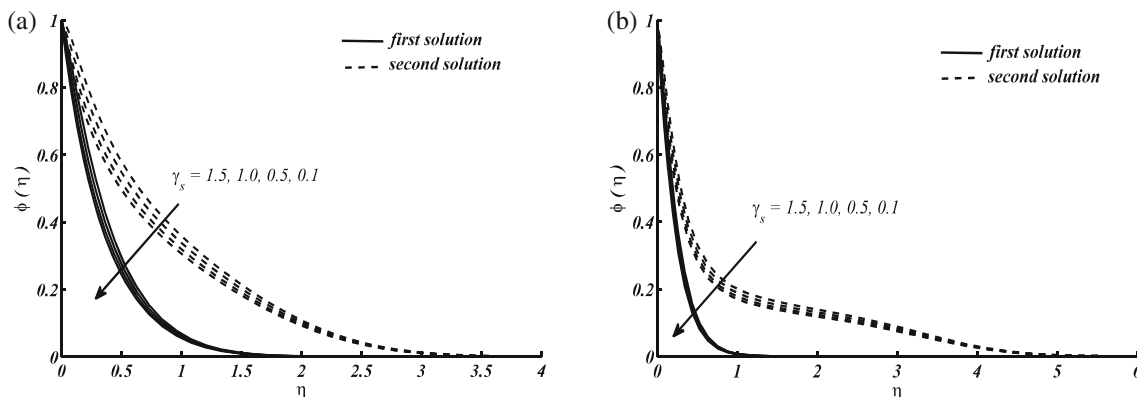 (a)
first solution
second solution
γs = 1.5, 1.0, 0.5, 0.1
ϕ (η)
1
0.8
0.6
0.4
0.2
0
0 0.5 1 1.5 2 2.5 3 3.5 4
η
(b)
first solution
second solution
γs = 1.5, 1.0, 0.5, 0.1
ϕ (η)
1
0.8
0.6
0.4
0.2
0
0 1 2 3 4 5 6
η